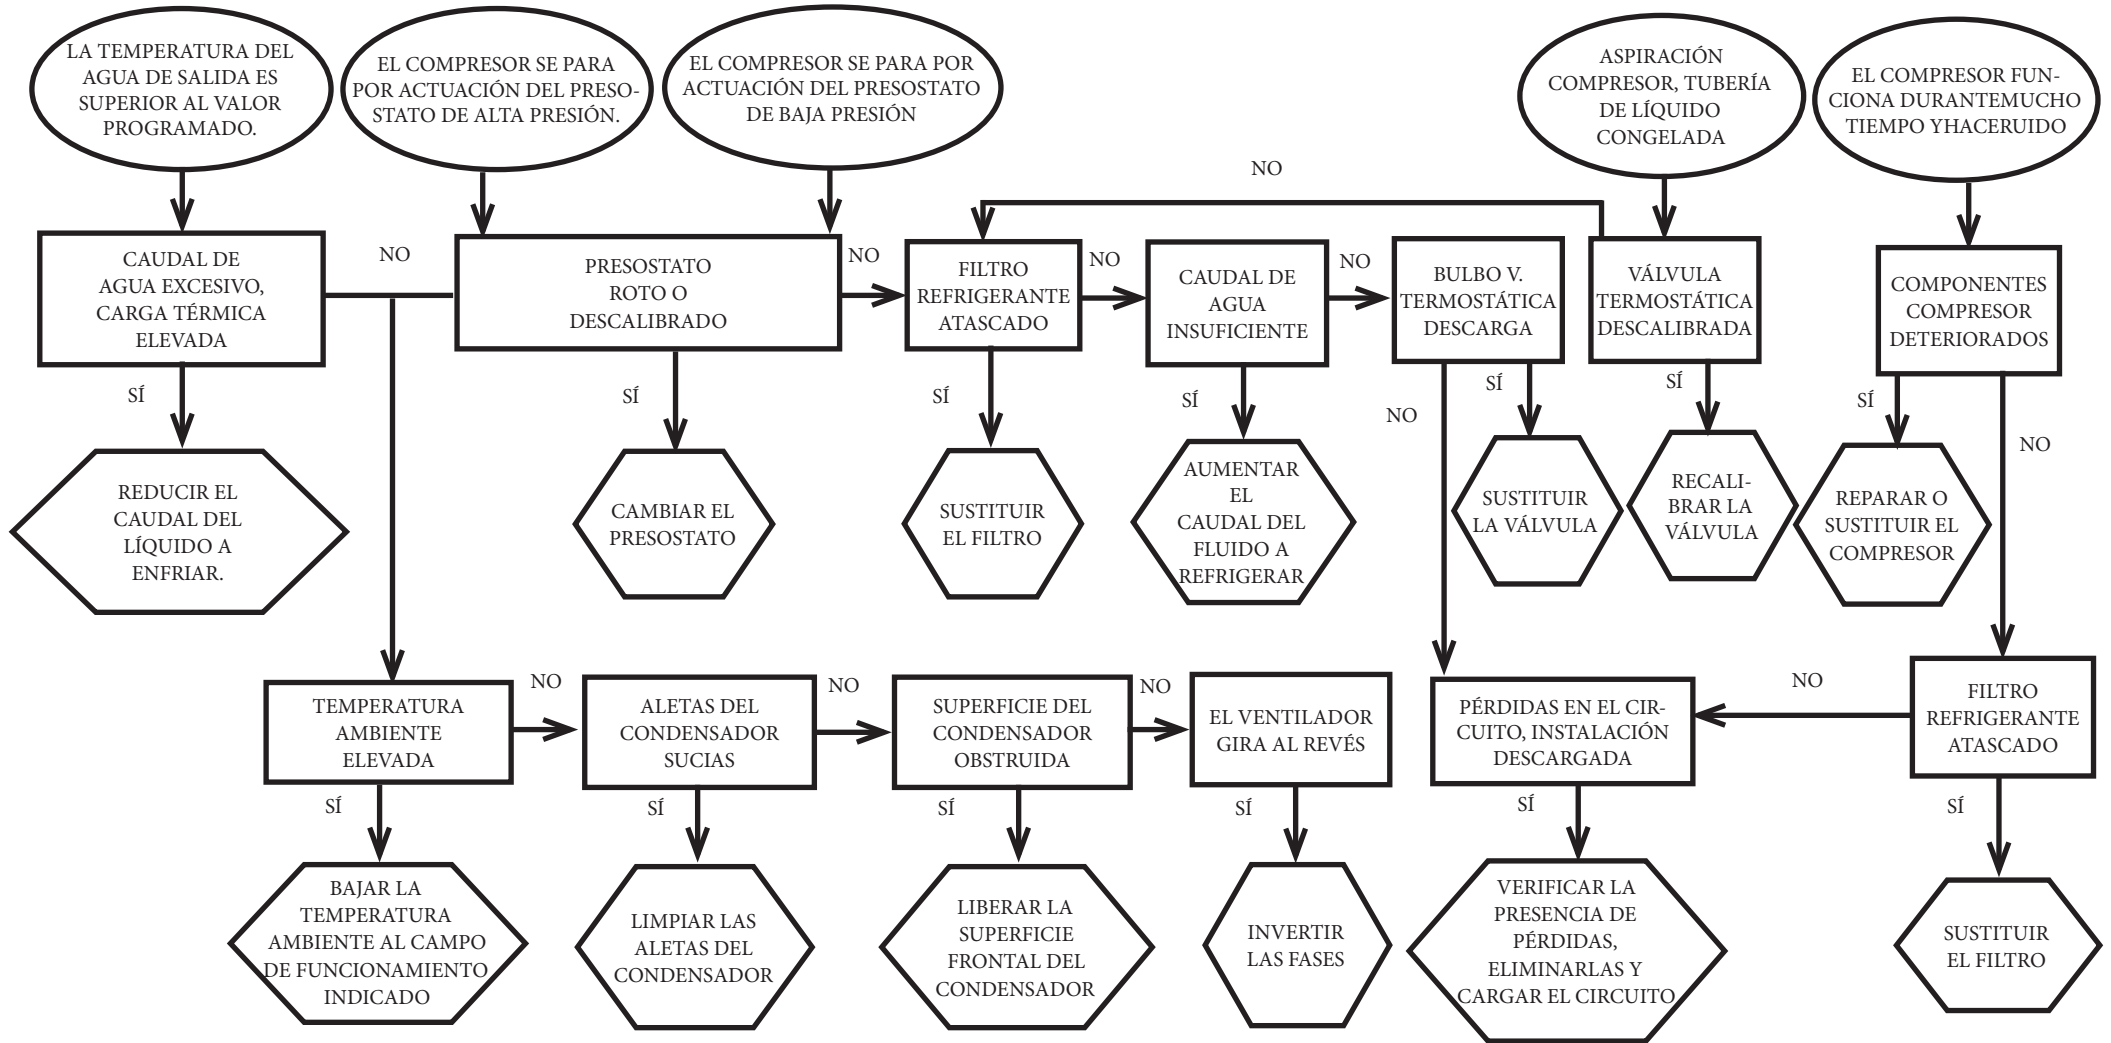 LA TEMPERATURA DEL
AGUA DE SALIDA ES
SUPERIOR AL VALOR
PROGRAMADO.
EL COMPRESOR SE PARA
POR ACTUACIÓN DEL PRESO-
STATO DE ALTA PRESIÓN.
EL COMPRESOR SE PARA POR
ACTUACIÓN DEL PRESOSTATO
DE BAJA PRESIÓN
ASPIRACIÓN
COMPRESOR, TUBERÍA
DE LÍQUIDO
CONGELADA
EL COMPRESOR FUN-
CIONA DURANTEMUCHO
TIEMPO YHACERUIDO
NO
CAUDAL DE
AGUA EXCESIVO,
CARGA TÉRMICA
ELEVADA
NO
PRESOSTATO
ROTO O
DESCALIBRADO
NO
FILTRO
REFRIGERANTE
ATASCADO
NO
CAUDAL DE
AGUA
INSUFICIENTE
NO
BULBO V.
TERMOSTÁTICA
DESCARGA
VÁLVULA
TERMOSTÁTICA
DESCALIBRADA
COMPONENTES
COMPRESOR
DETERIORADOS
SÍ
SÍ
SÍ
SÍ
NO
SÍ
SÍ
SÍ
NO
REDUCIR EL
CAUDAL DEL
LÍQUIDO A
ENFRIAR.
CAMBIAR EL
PRESOSTATO
SUSTITUIR
EL FILTRO
AUMENTAR
EL
CAUDAL DEL
FLUIDO A
REFRIGERAR
SUSTITUIR
LA VÁLVULA
RECALI-
BRAR LA
VÁLVULA
REPARAR O
SUSTITUIR EL
COMPRESOR
TEMPERATURA
AMBIENTE
ELEVADA
NO
ALETAS DEL
CONDENSADOR
SUCIAS
NO
SUPERFICIE DEL
CONDENSADOR
OBSTRUIDA
NO
EL VENTILADOR
GIRA AL REVÉS
PÉRDIDAS EN EL CIR-
CUITO, INSTALACIÓN
DESCARGADA
NO
FILTRO
REFRIGERANTE
ATASCADO
SÍ
SÍ
SÍ
SÍ
SÍ
SÍ
BAJAR LA
TEMPERATURA
AMBIENTE AL CAMPO
DE FUNCIONAMIENTO
INDICADO
LIMPIAR LAS
ALETAS DEL
CONDENSADOR
LIBERAR LA
SUPERFICIE
FRONTAL DEL
CONDENSADOR
INVERTIR
LAS FASES
VERIFICAR LA
PRESENCIA DE
PÉRDIDAS,
ELIMINARLAS Y
CARGAR EL CIRCUITO
SUSTITUIR
EL FILTRO